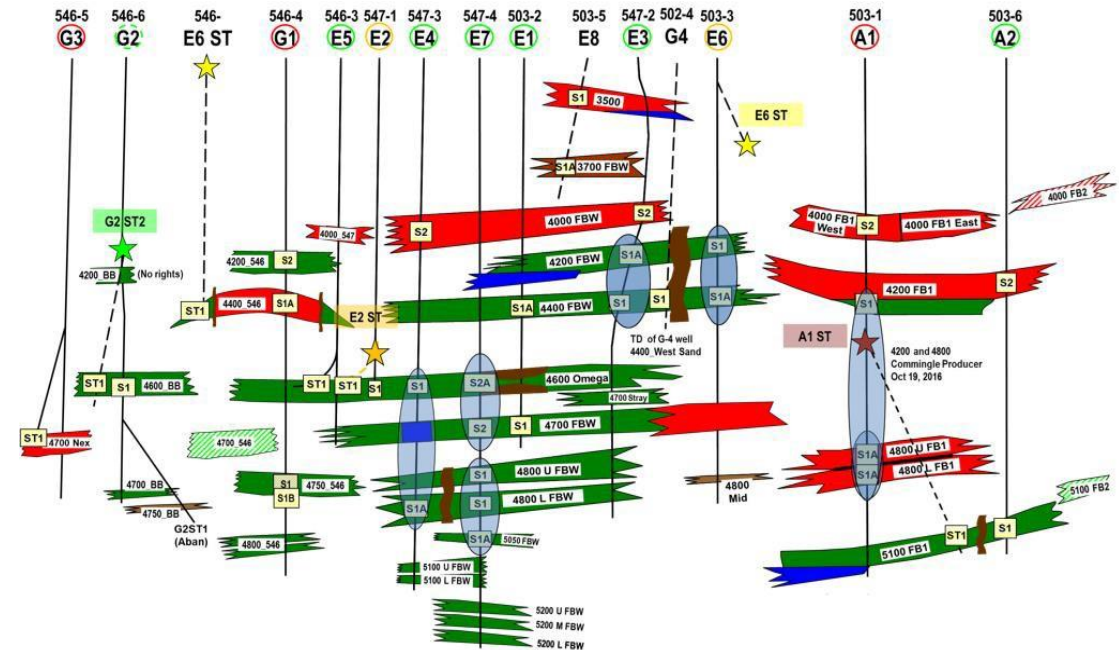 546-5 546-6 546- 546-4 546-3 547-1 547-3 547-4 503-2 503-5 547-2 502-4 503-3 503-1 503-6
G3 G2 E6 ST G1 E5 E2 E4 E7 E1 E8 E3 G4 E6 A1 A2
S1 3500
E6 ST
S1A 3700 FBW
4000 FB2
G2 ST2
4000_547
S2
4000 FBW
S2
4000 FB1
West
S2
4000 FB1 East
4200_BB
(No rights)
4200_546
S2
4200 FBW
S1A
S1
4200 FB1
S2
ST1
4400_546
S1A
E2 ST
S1A
4400 FBW
S1
S1
S1A
S1
TD of G-4 well
4400_West Sand
A1 ST
4200 and 4800
Commingle Producer
Oct 19, 2016
ST1
S1
4600_BB
ST1
ST1
S1
S1
S2A
4600 Omega
4700 Stray
ST1
4700 Nex
4700_546
S2
S1
4700 FBW
4700_BB
4750_BB
S1
S1B
4750_546
S1
4800 U FBW
S1A
S1
4800 L FBW
4800
Mid
S1A
4800 U FB1
S1A
4800 L FB1
5100 FB2
G2ST1
(Aban)
4800_546
S1A
5050 FBW
ST1
S1
5100 FB1
5100 U FBW
5100 L FBW
5200 U FBW
5200 M FBW
5200 L FBW